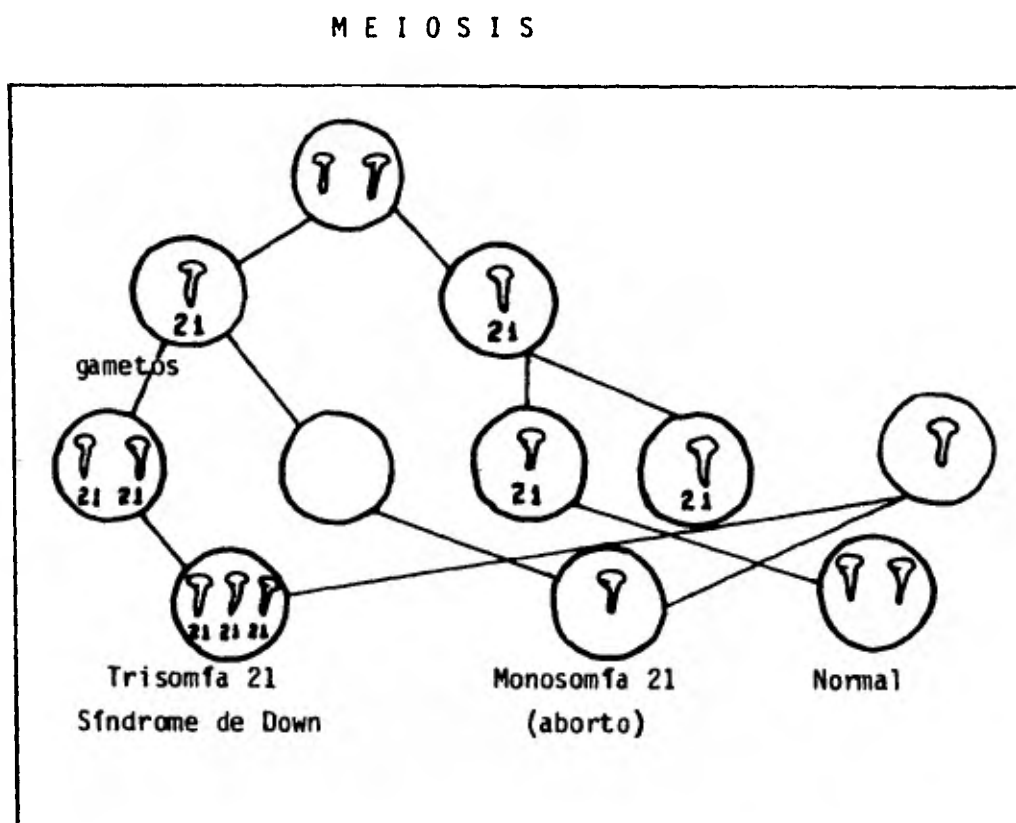 M E I O S I S
21
21
gametos
21 21
21
21
21 21 21
Trisomía 21
Síndrome de Down
Monosomía 21
(aborto)
Normal